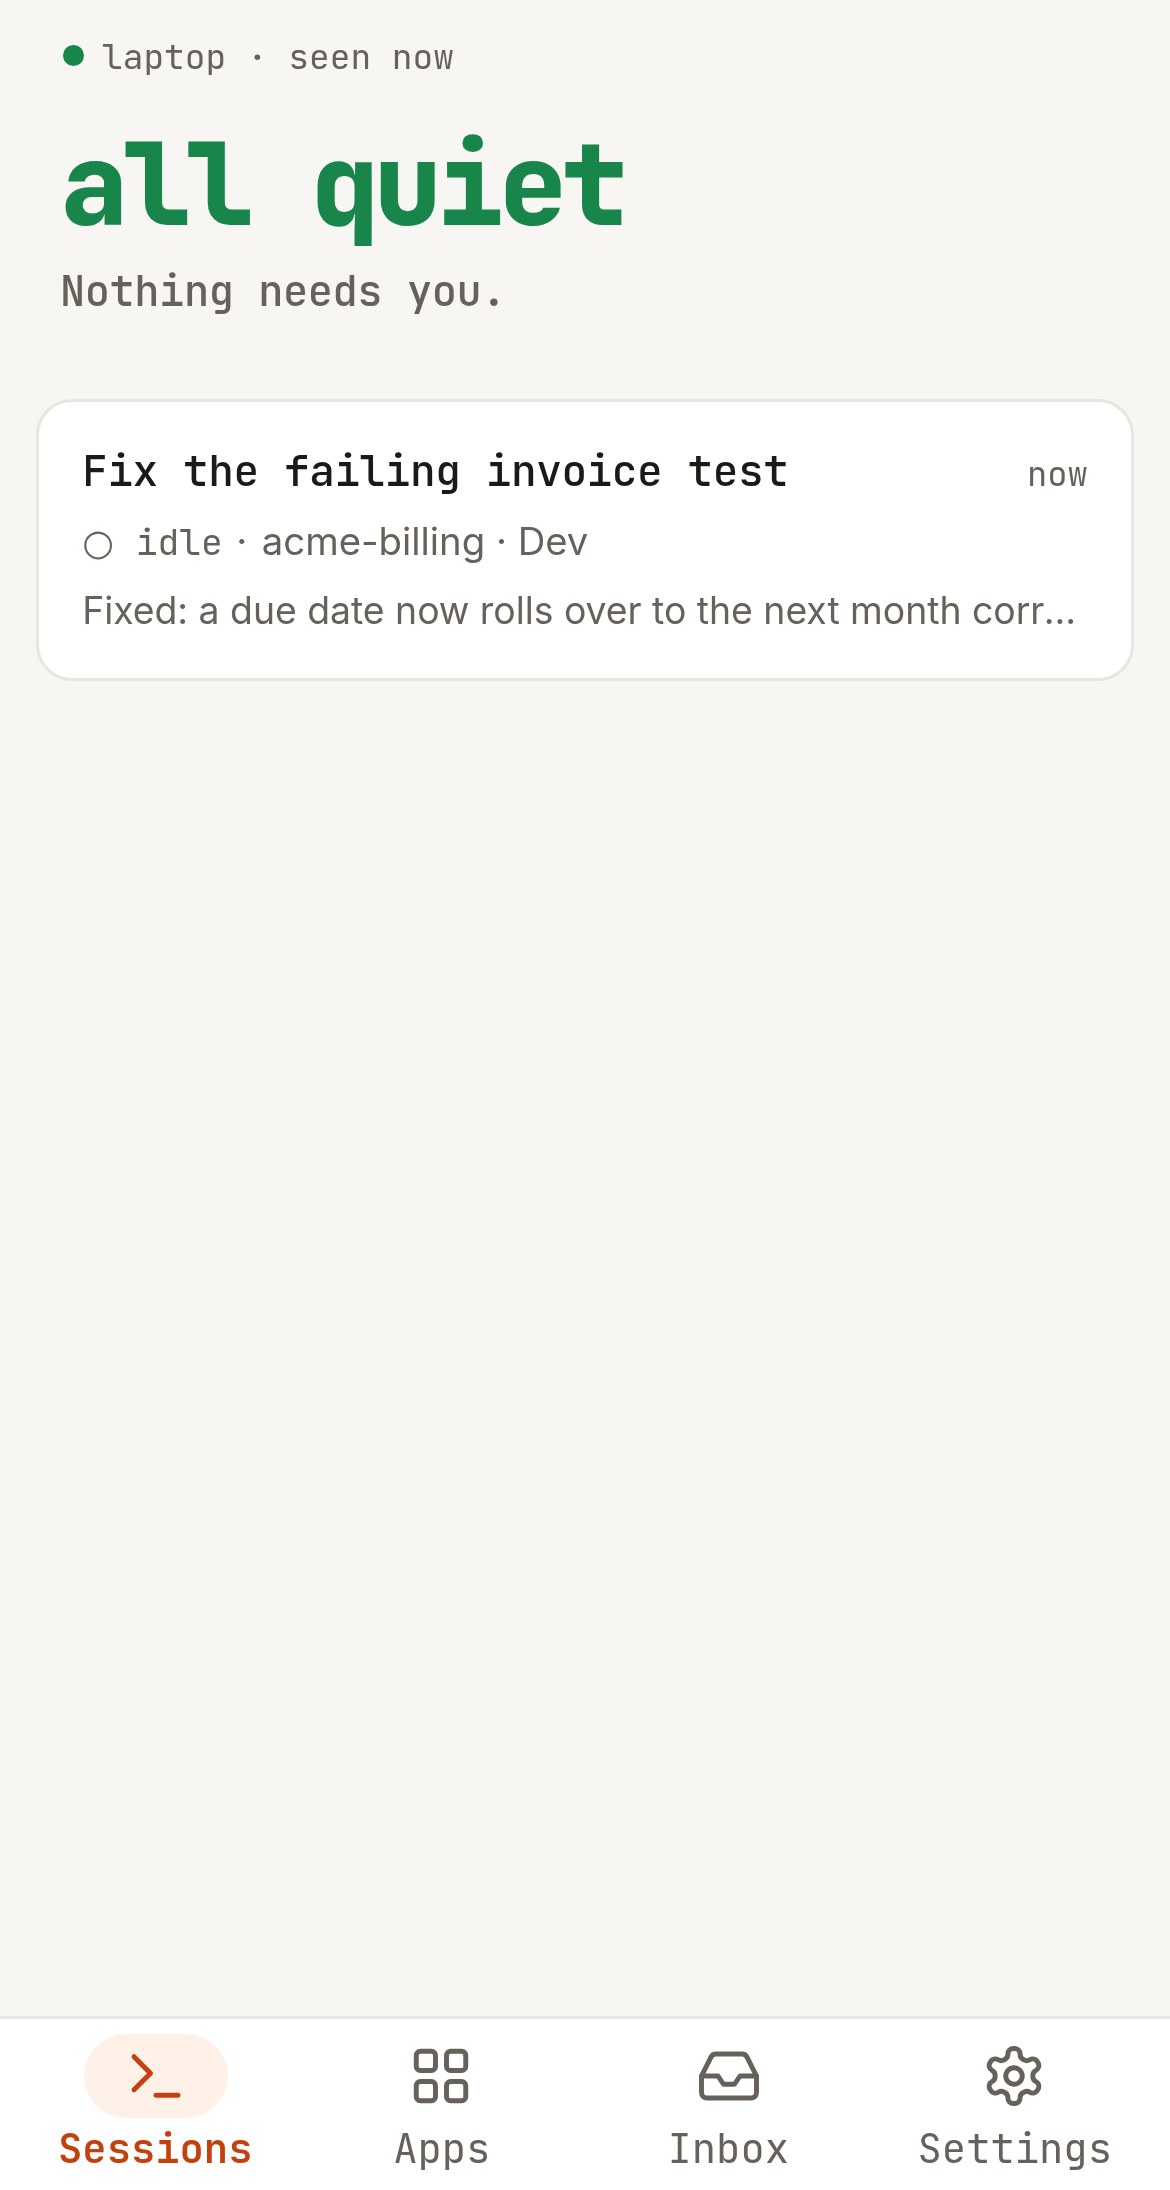 laptop · seen now
all quiet
Nothing needs you.
Fix the failing invoice test now
idle · acme-billing · Dev
Fixed: a due date now rolls over to the next month corr...
Sessions Apps Inbox Settings